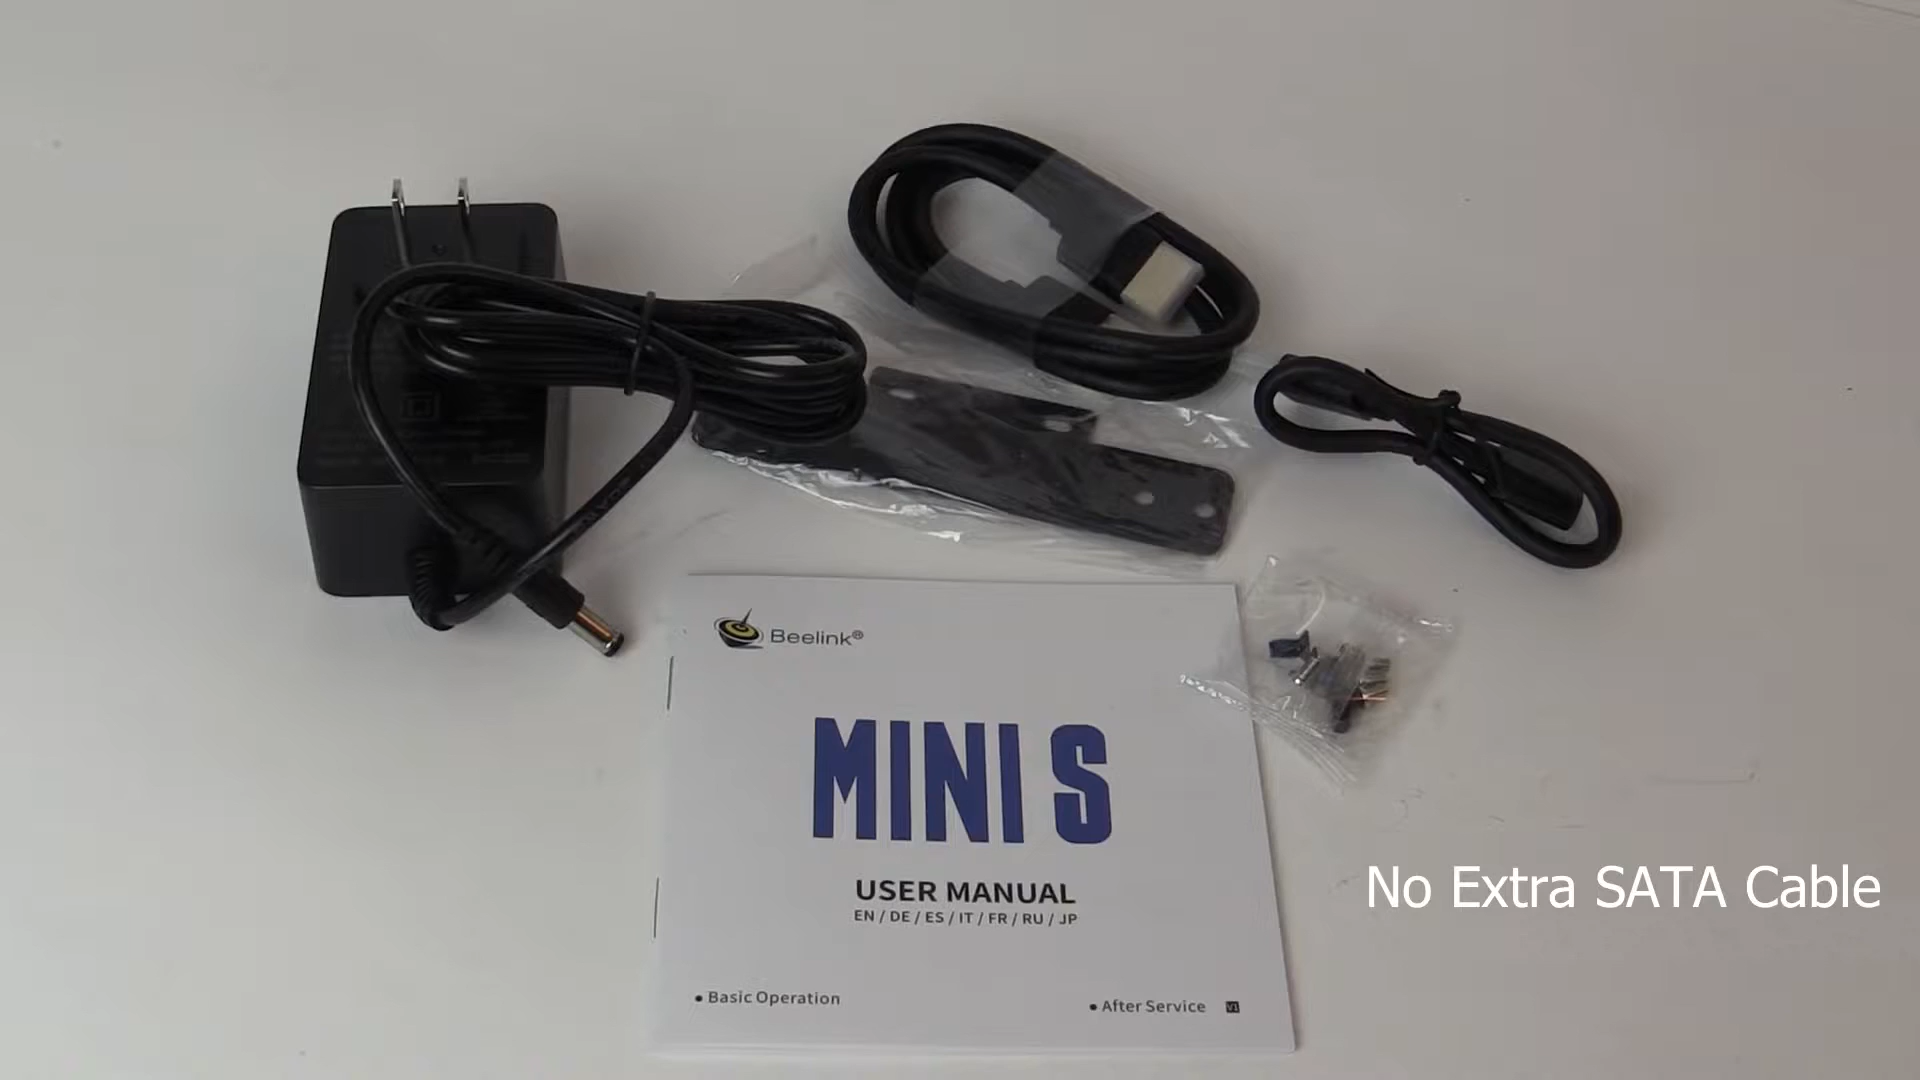 Beelink®
MINI S
USER MANUAL
EN / DE / ES / IT / FR / RU / JP
• Basic Operation
• After Service V1
No Extra SATA Cable